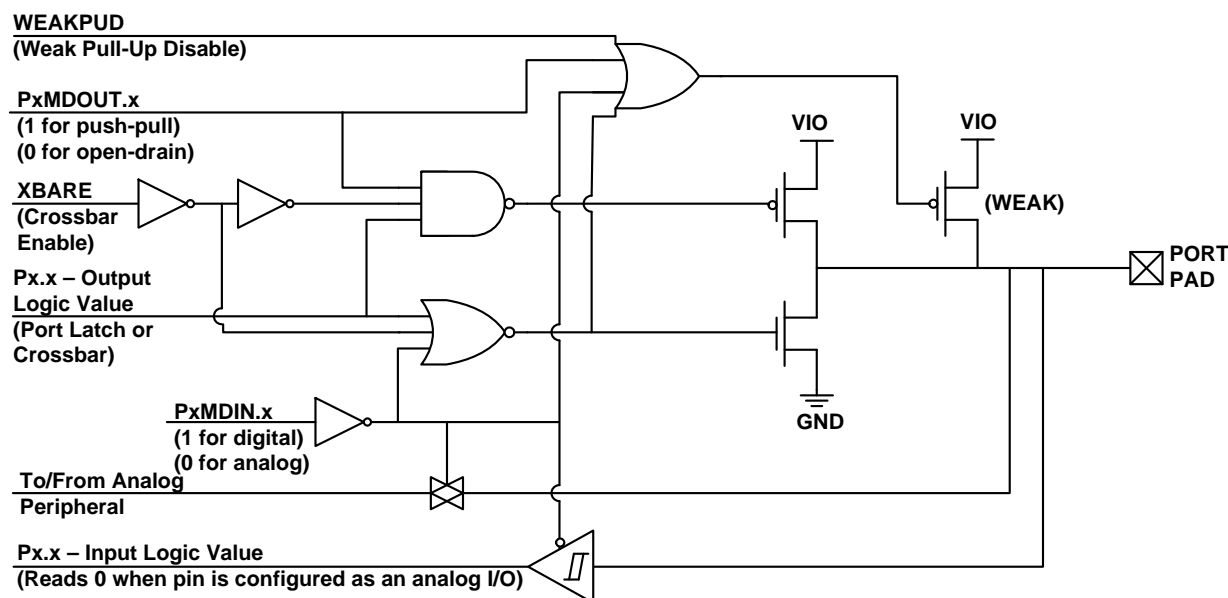 WEAKPUD
(Weak Pull-Up Disable)
PxMDOUT.x
(1 for push-pull)
(0 for open-drain)
XBARE
(Crossbar
Enable)
Px.x – Output
Logic Value
(Port Latch or
Crossbar)
PxMDIN.x
(1 for digital)
(0 for analog)
To/From Analog
Peripheral
Px.x – Input Logic Value
(Reads 0 when pin is configured as an analog I/O)
VIO
VIO
(WEAK)
GND
PORT
PAD